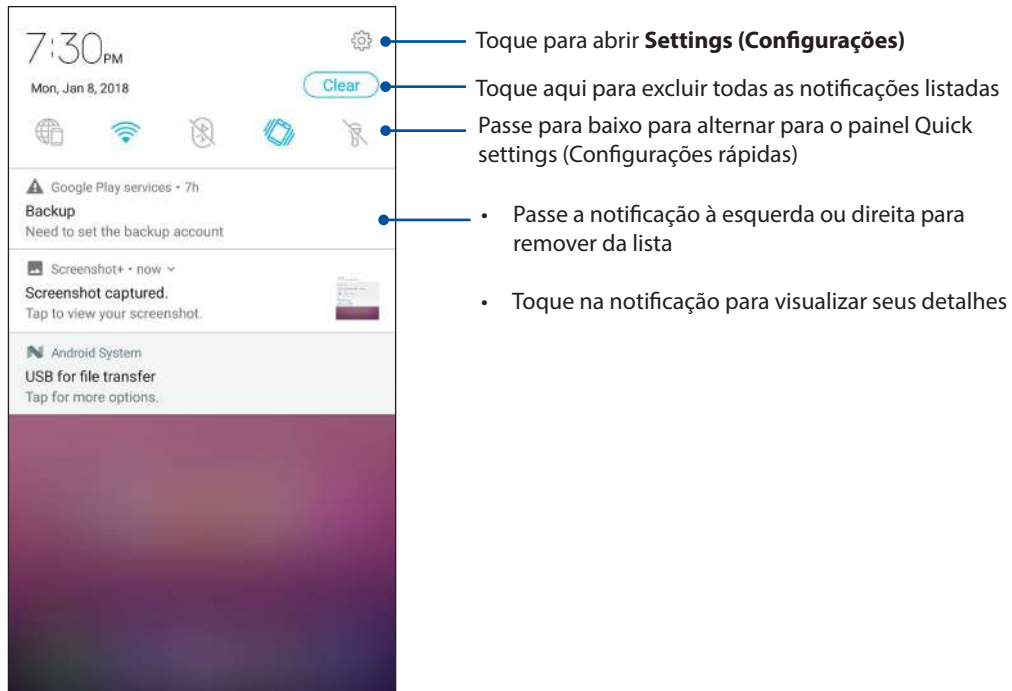 7:30PM
Toque para abrir Settings (Configurações)
Mon, Jan 8, 2018
Clear
Toque aqui para excluir todas as notificações listadas
Passe para baixo para alternar para o painel Quick
settings (Configurações rápidas)
Google Play services • 7h
Backup
Need to set the backup account
• Passe a notificação à esquerda ou direita para
remover da lista
Screenshot+ • now
Screenshot captured.
Tap to view your screenshot.
• Toque na notificação para visualizar seus detalhes
Android System
USB for file transfer
Tap for more options.